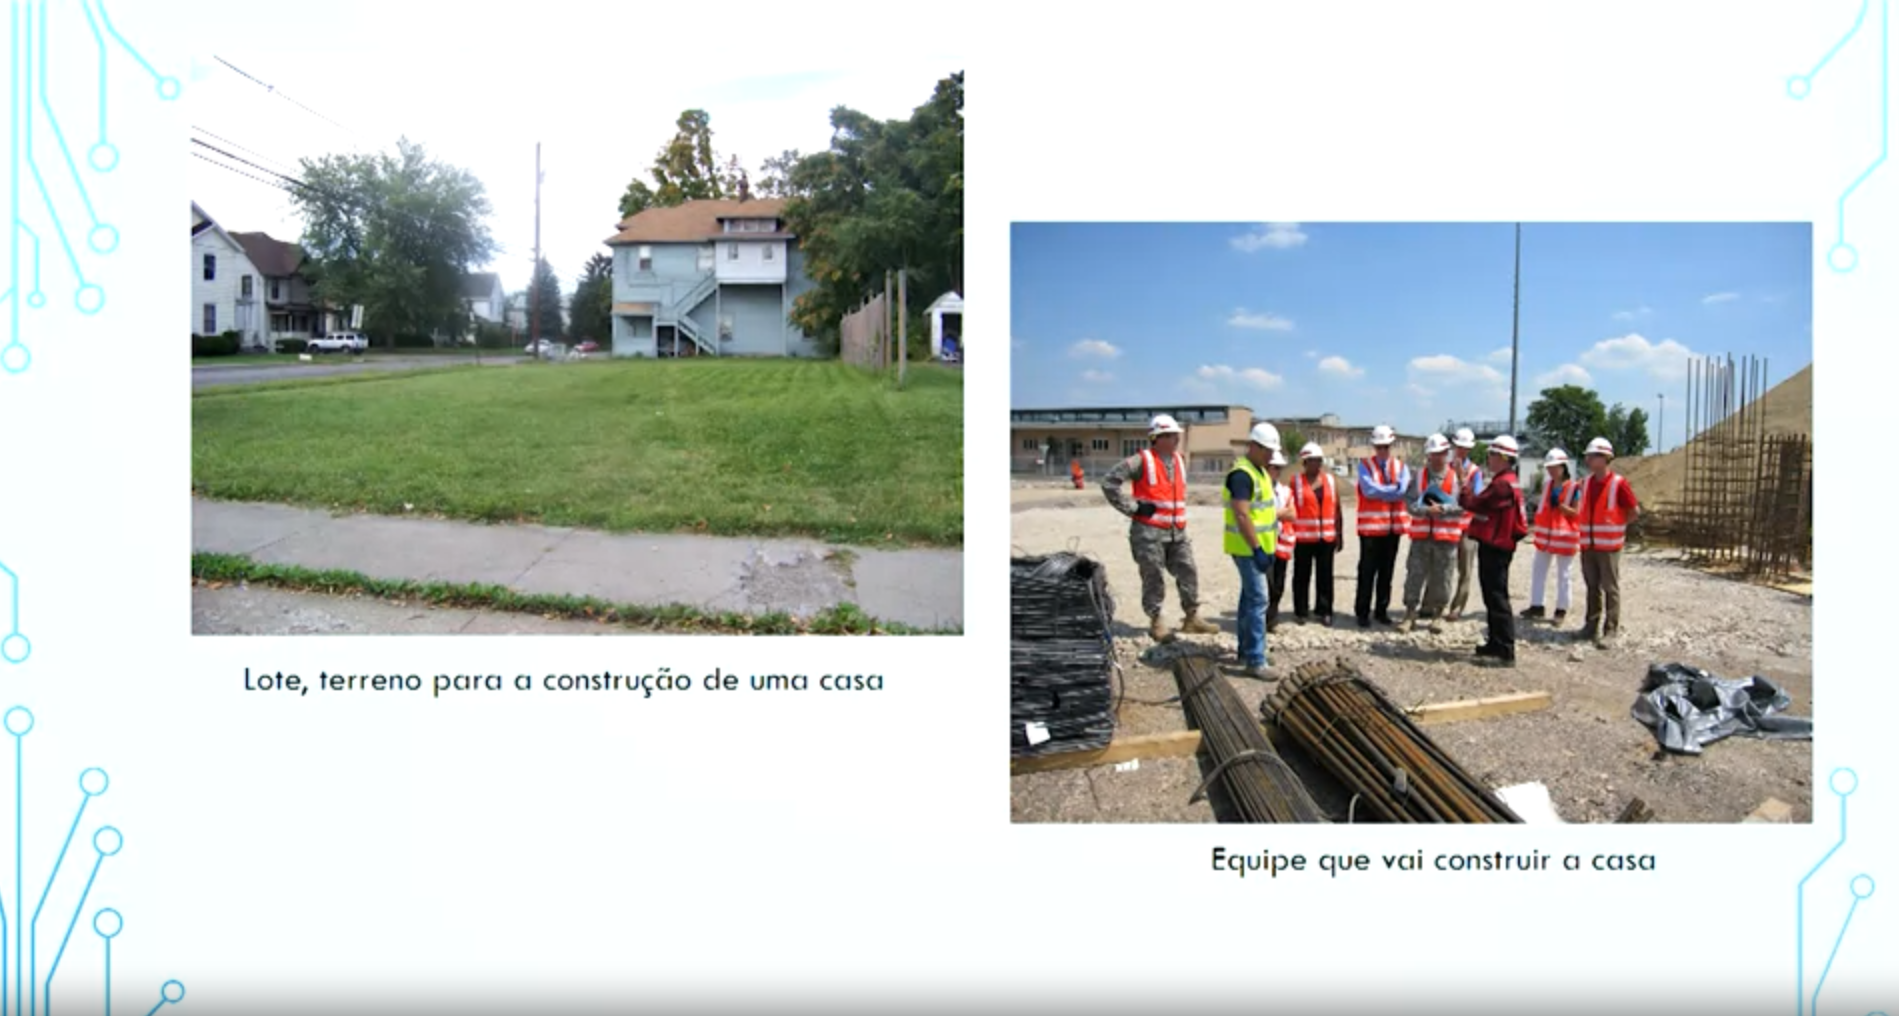 Lote, terreno para a construção de uma casa
Equipe que vai construir a casa